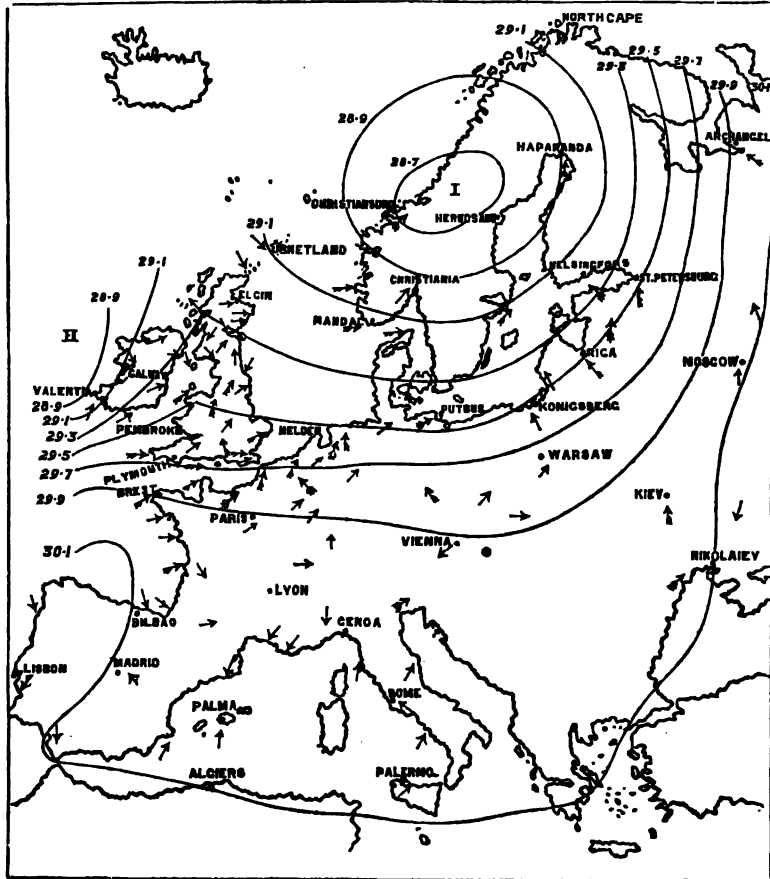 NORTH CAPE
29·1
29·5
29·3
29·7
29·9
30·1
28·9
ARCHANGEL
HAPARANDA
28·7
I
CHRISTIANSUND
HERNOSAND
29·1
SHETLAND
29·1
HELSINGFORS
ST. PETERSBURG
CHRISTIANIA
28·9
ELGIN
MANDAL
II
RIGA
MOSCOW
GALWAY
VALENTIA
28·9
PUTBUS
KONIGSBERG
29·1
PEMBROKE
HELDER
29·3
29·5
WARSAW
29·7
PLYMOUTH
BREST
29·9
KIEV
PARIS
VIENNA
30·1
NIKOLAIEV
LYON
BILBAO
GENOA
LISBON
MADRID
ROME
PALMA
ALGIERS
PALERMO